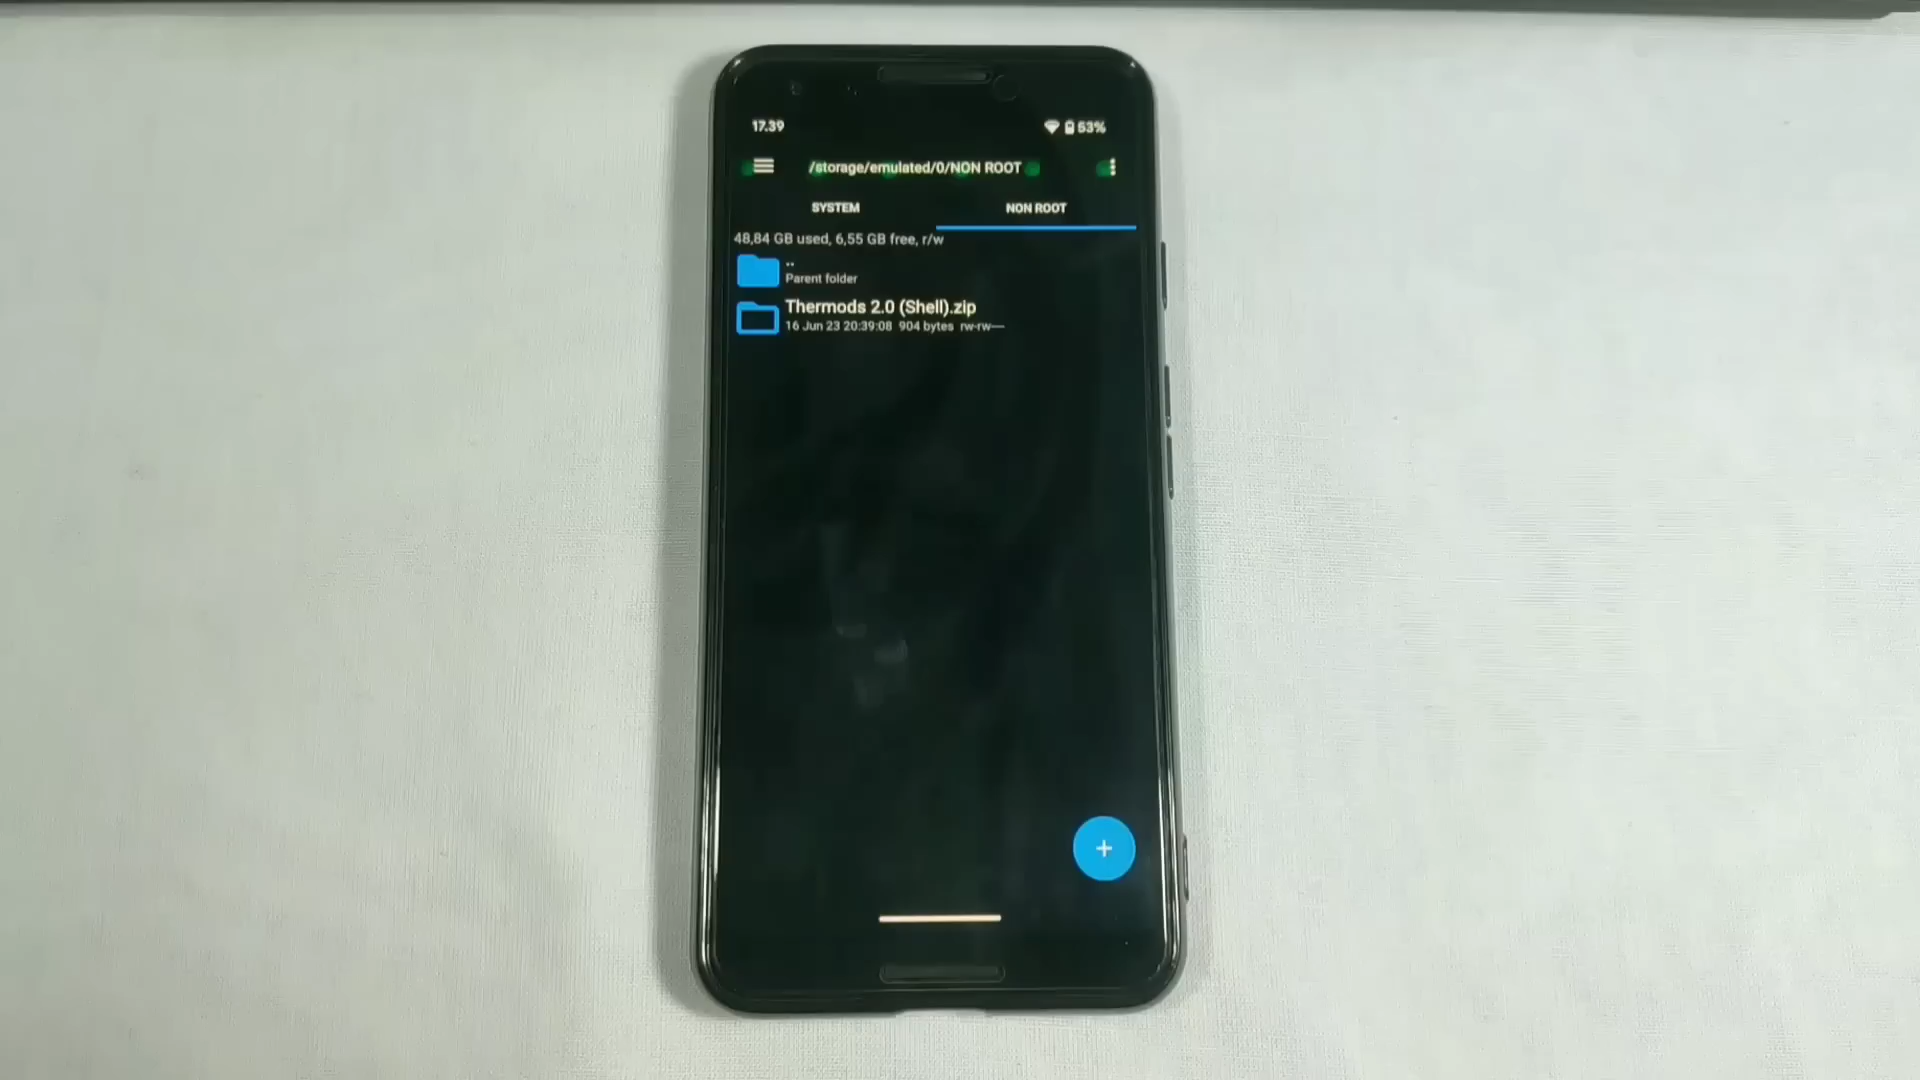 17.39
53%
/storage/emulated/0/NON ROOT
SYSTEM
NON ROOT
48,84 GB used, 6,55 GB free, r/w
..
Parent folder
Thermods 2.0 (Shell).zip
16 Jun 23 20:39:08 904 bytes rw-rw----
+